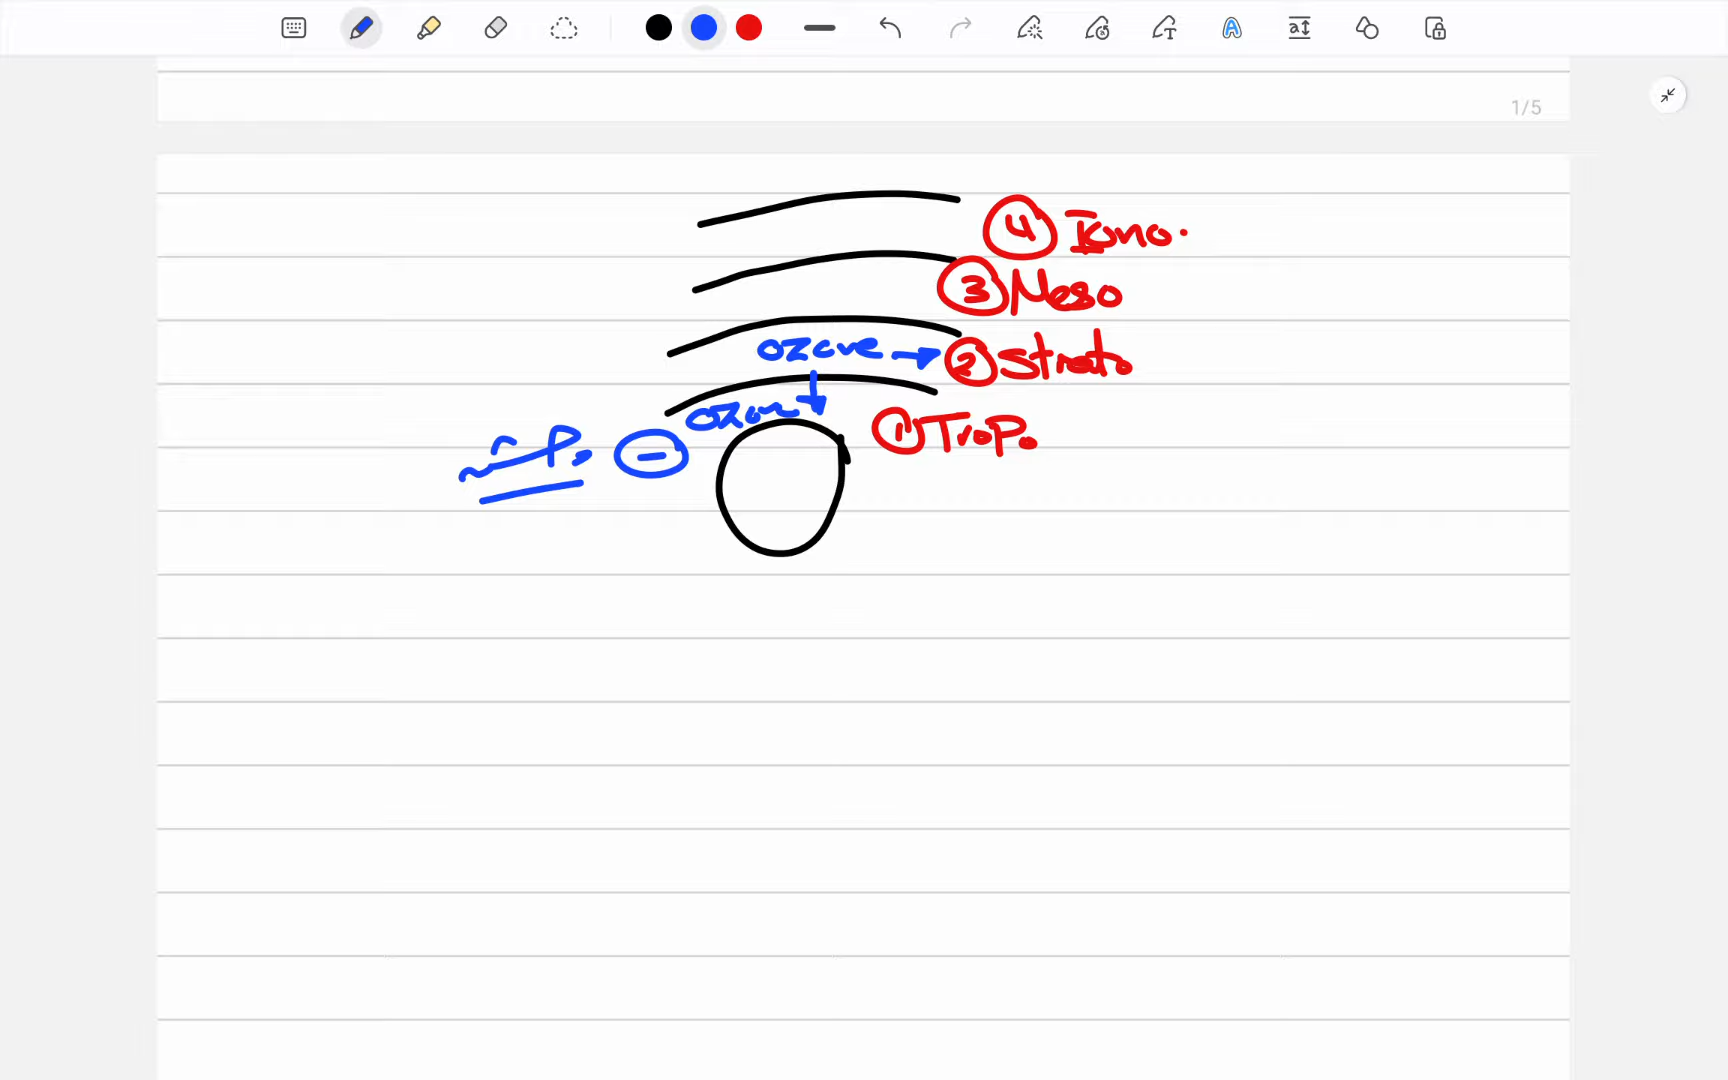 1/5
④ Iono.
③ Meso
ozone → ② Strato
ozone ① Trop.